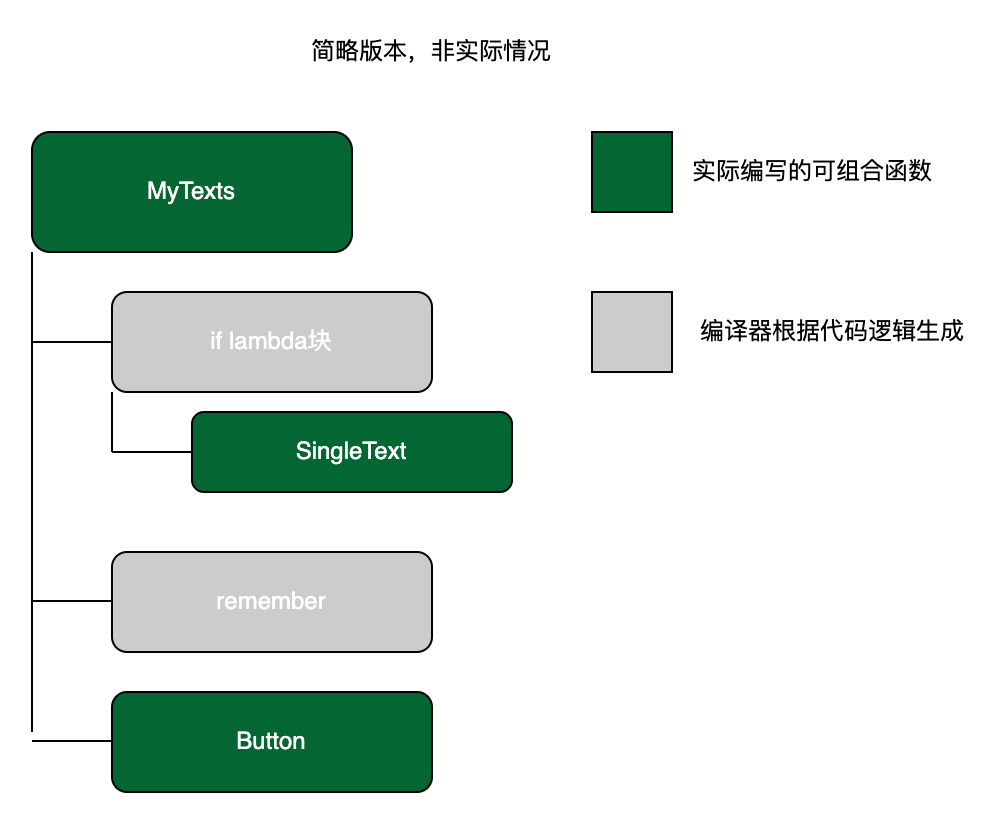 简略版本，非实际情况
MyTexts
实际编写的可组合函数
if lambda块
编译器根据代码逻辑生成
SingleText
remember
Button